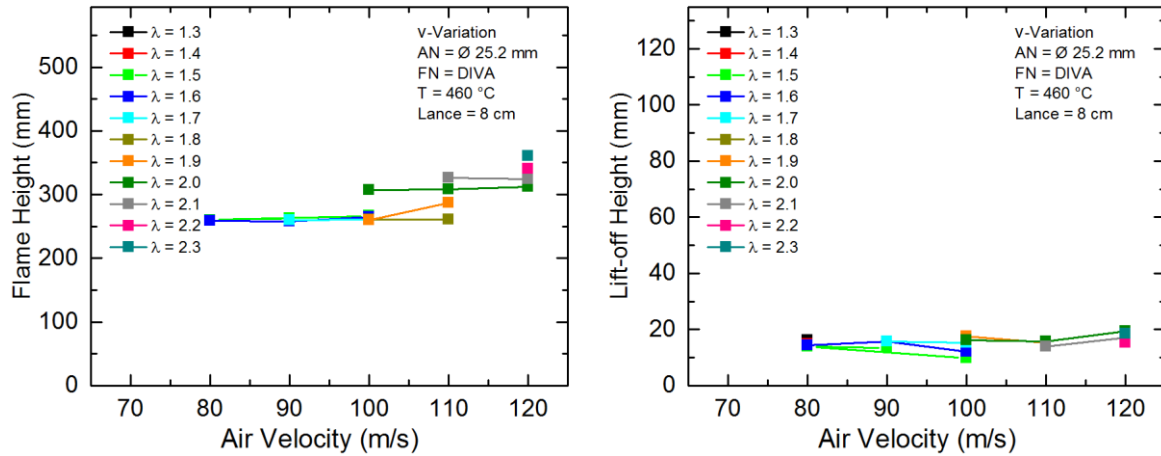 Flame Height (mm)
500
400
300
200
100
0
λ = 1.3
λ = 1.4
λ = 1.5
λ = 1.6
λ = 1.7
λ = 1.8
λ = 1.9
λ = 2.0
λ = 2.1
λ = 2.2
λ = 2.3
v-Variation
AN = Ø 25.2 mm
FN = DIVA
T = 460 °C
Lance = 8 cm
70 80 90 100 110 120
Air Velocity (m/s)
Lift-off Height (mm)
120
100
80
60
40
20
0
λ = 1.3
λ = 1.4
λ = 1.5
λ = 1.6
λ = 1.7
λ = 1.8
λ = 1.9
λ = 2.0
λ = 2.1
λ = 2.2
λ = 2.3
v-Variation
AN = Ø 25.2 mm
FN = DIVA
T = 460 °C
Lance = 8 cm
70 80 90 100 110 120
Air Velocity (m/s)